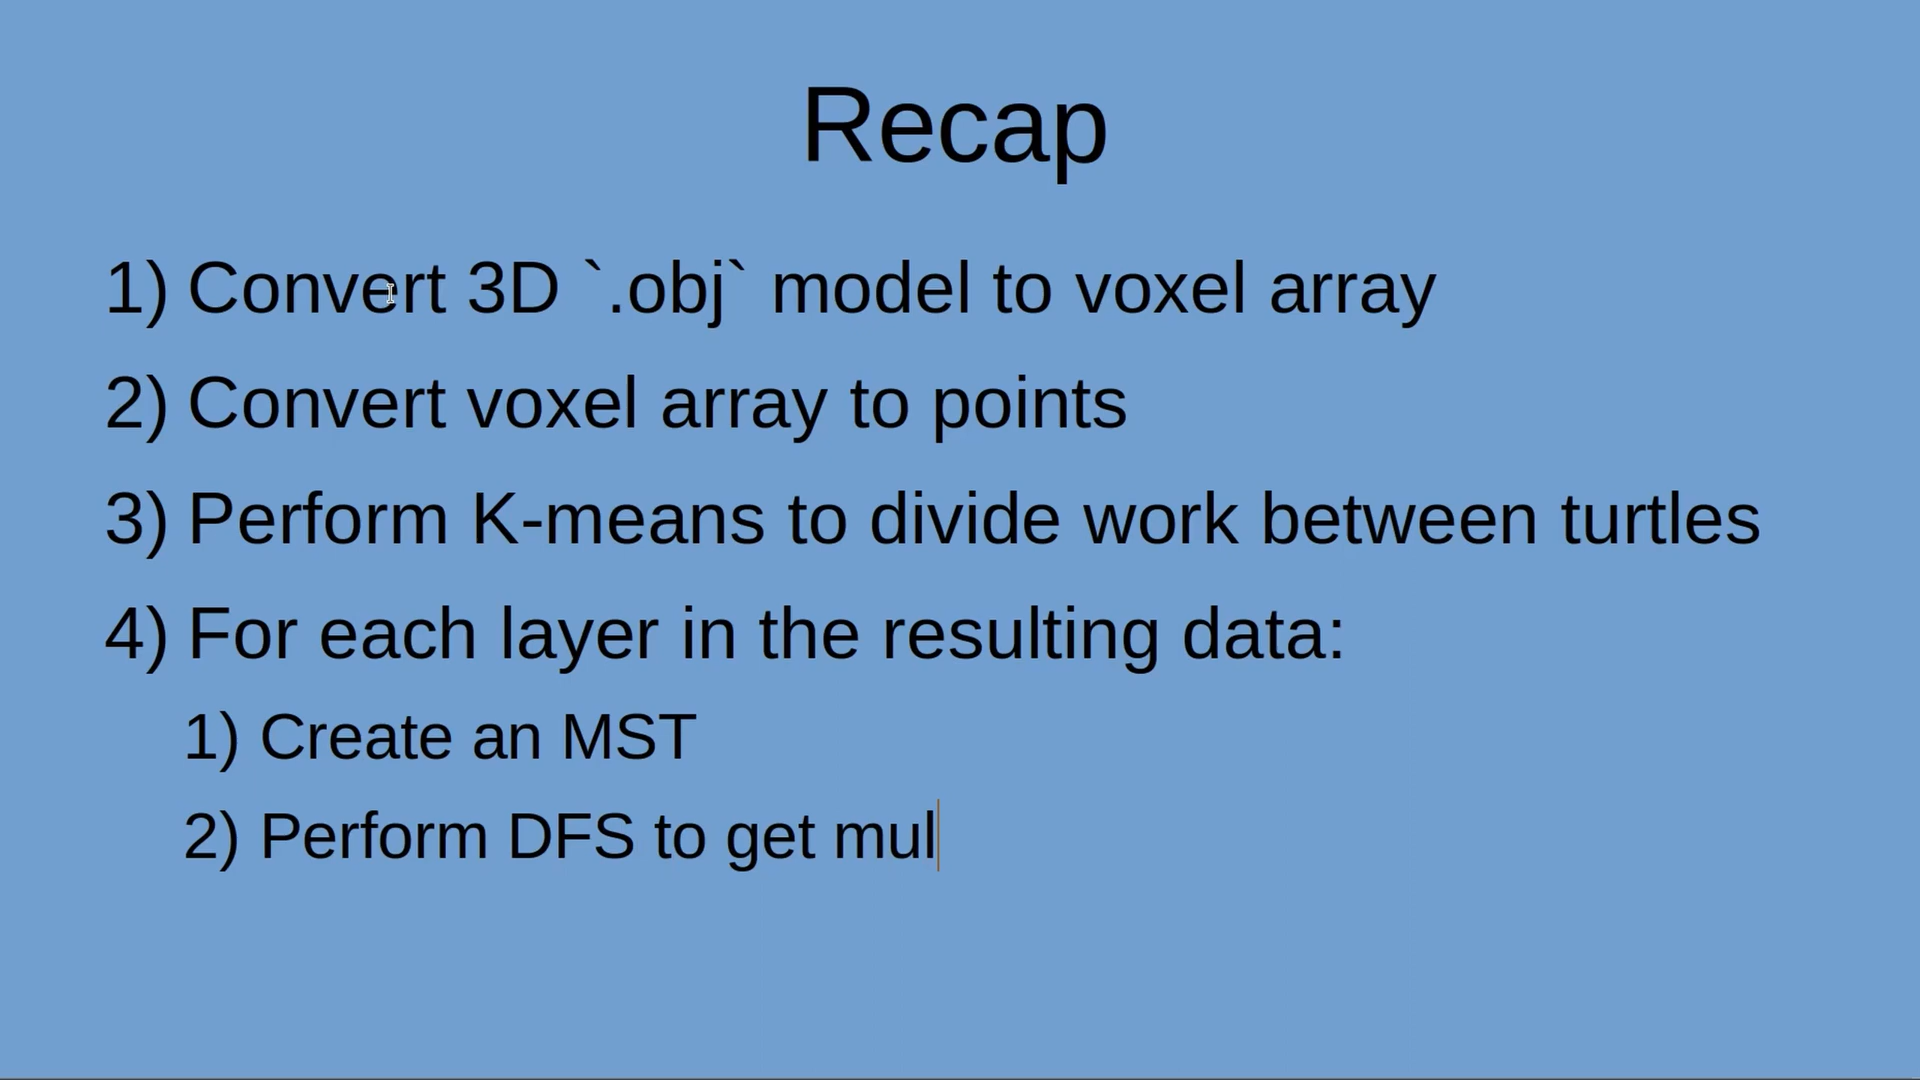 Recap
1) Convert 3D `.obj` model to voxel array
2) Convert voxel array to points
3) Perform K-means to divide work between turtles
4) For each layer in the resulting data:
1) Create an MST
2) Perform DFS to get mul